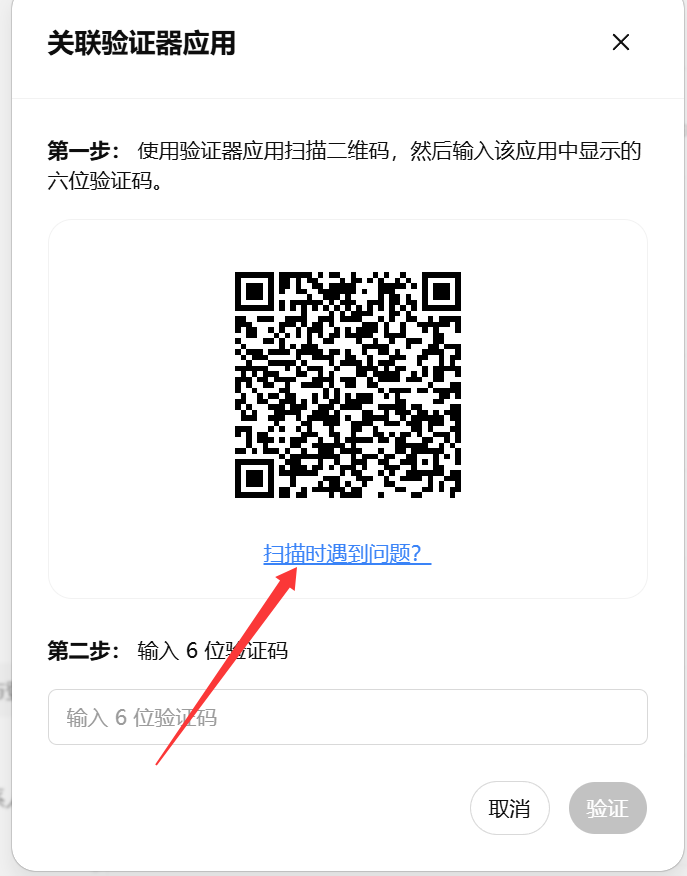 关联验证器应用
第一步： 使用验证器应用扫描二维码，然后输入该应用中显示的
六位验证码。
扫描时遇到问题？
第二步： 输入 6 位验证码
输入 6 位验证码
取消
验证